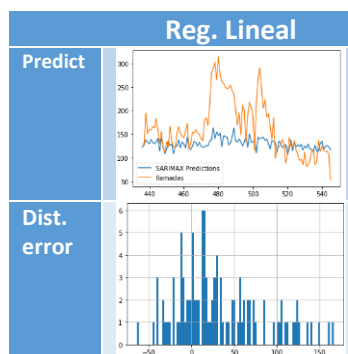 Reg. Lineal
Predict
300
250
200
150
100
50
SARIMAX Predictions
llamadas
440 460 480 500 520 540
Dist.
error
6
5
4
3
2
1
0
−50 0 50 100 150